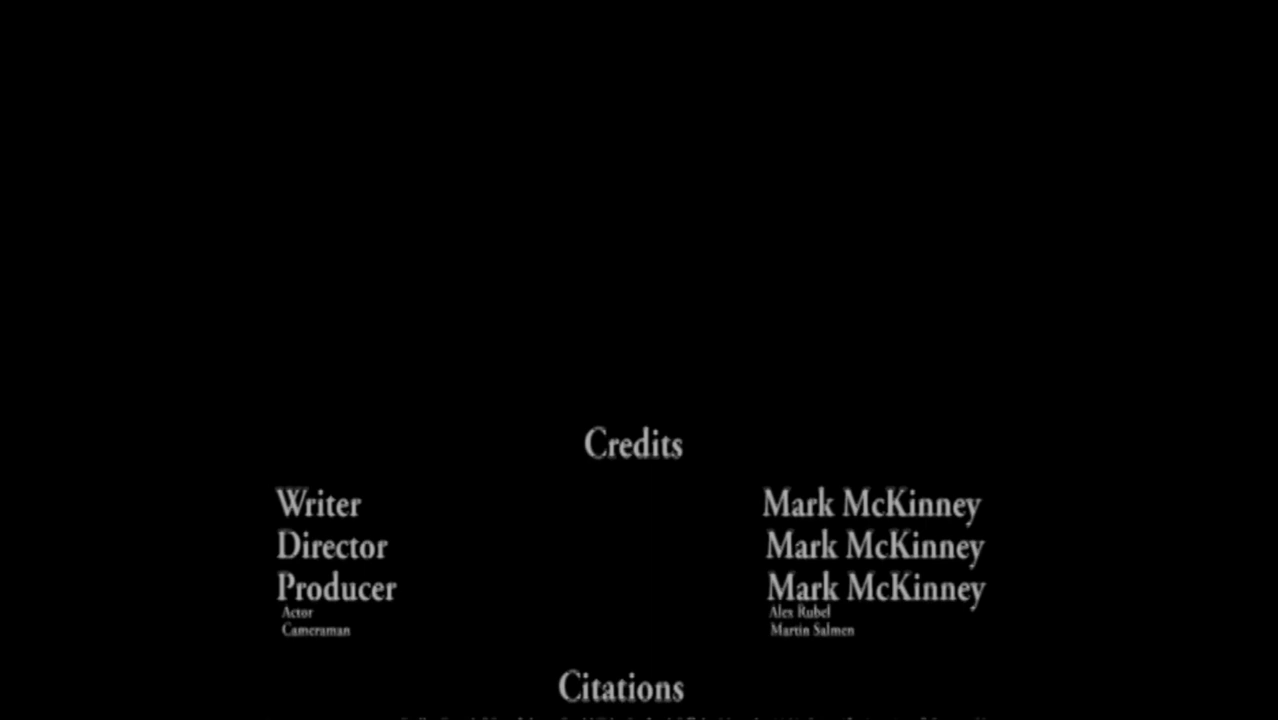 Credits
Writer Mark McKinney
Director Mark McKinney
Producer Mark McKinney
Actor Alex Rubel
Cameraman Martin Salmen
Citations